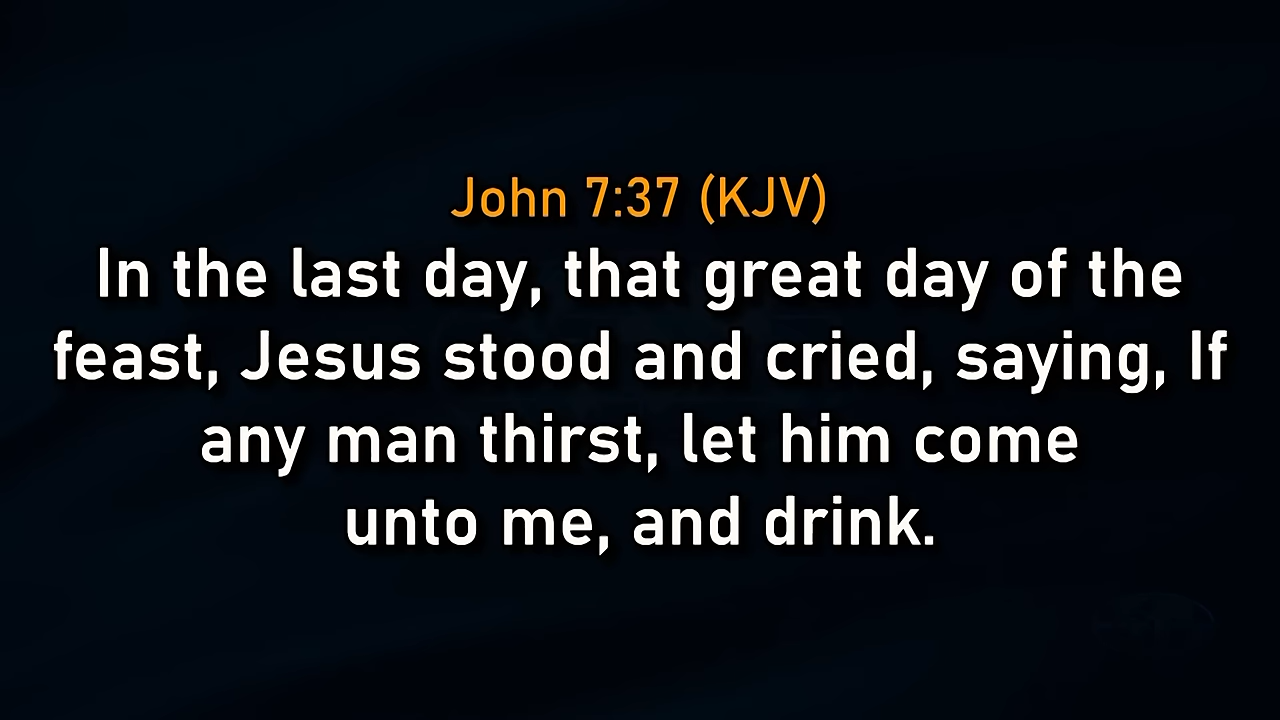 John 7:37 (KJV)
In the last day, that great day of the
feast, Jesus stood and cried, saying, If
any man thirst, let him come
unto me, and drink.